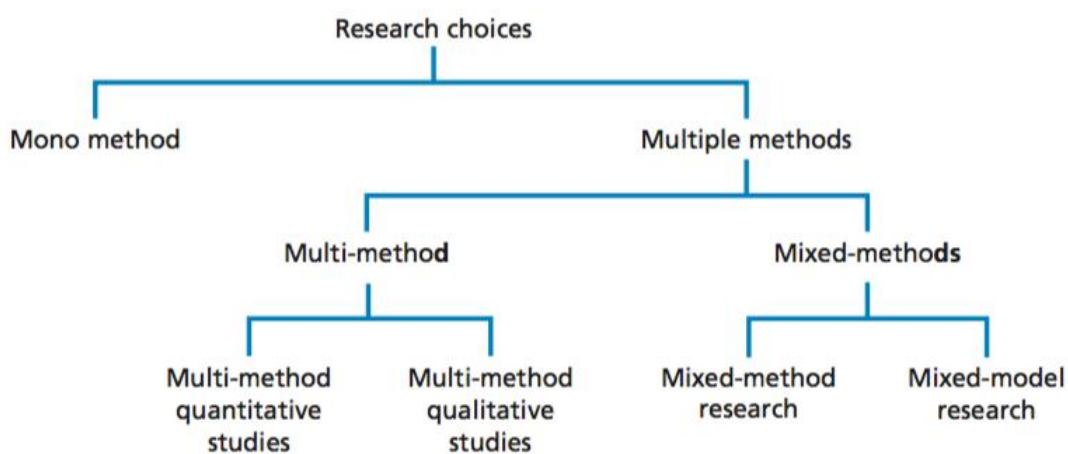 Research choices
Mono method
Multiple methods
Multi-method
Mixed-methods
Multi-method
quantitative
studies
Multi-method
qualitative
studies
Mixed-method
research
Mixed-model
research